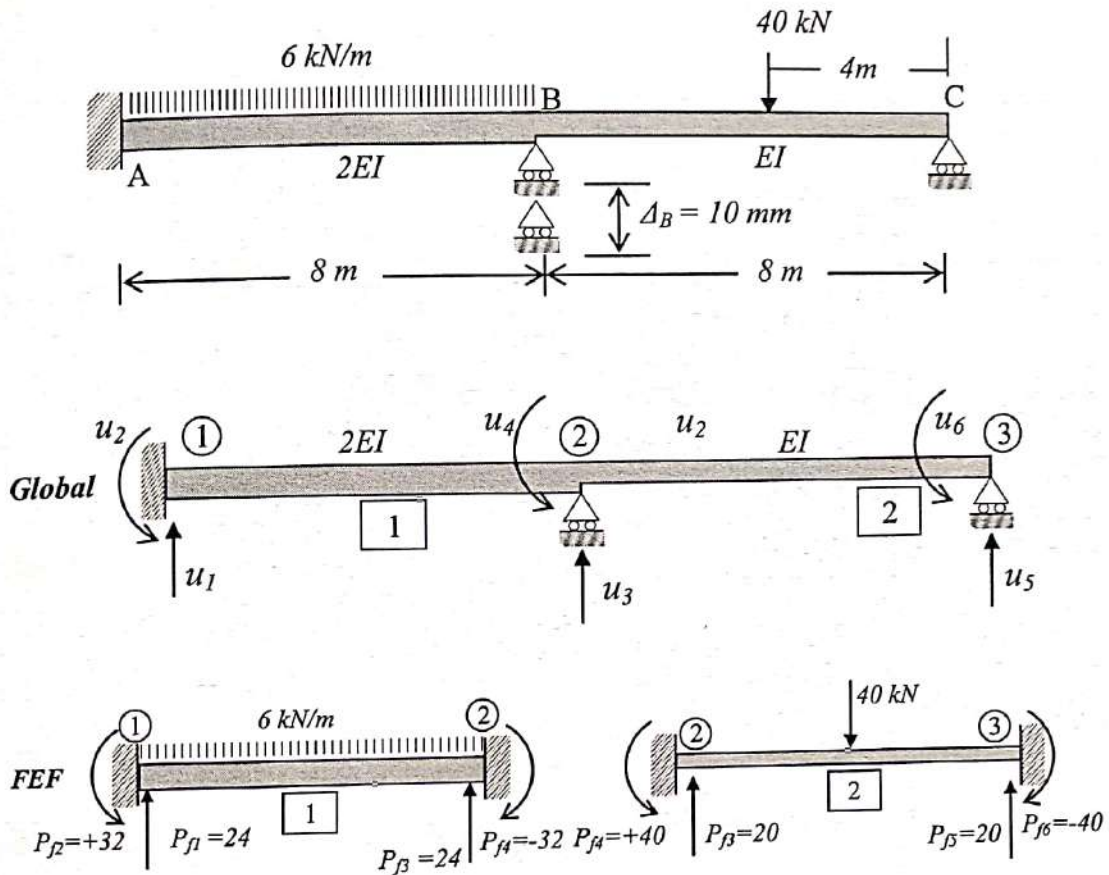 40 kN
6 kN/m
4m
B
C
A
2EI
EI
Δ_B = 10 mm
8 m
8 m
u₂
①
2EI
u₄
②
u₂
EI
u₆
③
Global
1
2
u₁
u₃
u₅
①
6 kN/m
②
②
40 kN
③
FEF
1
2
P_f2=+32
P_f1 =24
P_f3 =24
P_f4=-32
P_f4=+40
P_f3=20
P_f5=20
P_f6=-40